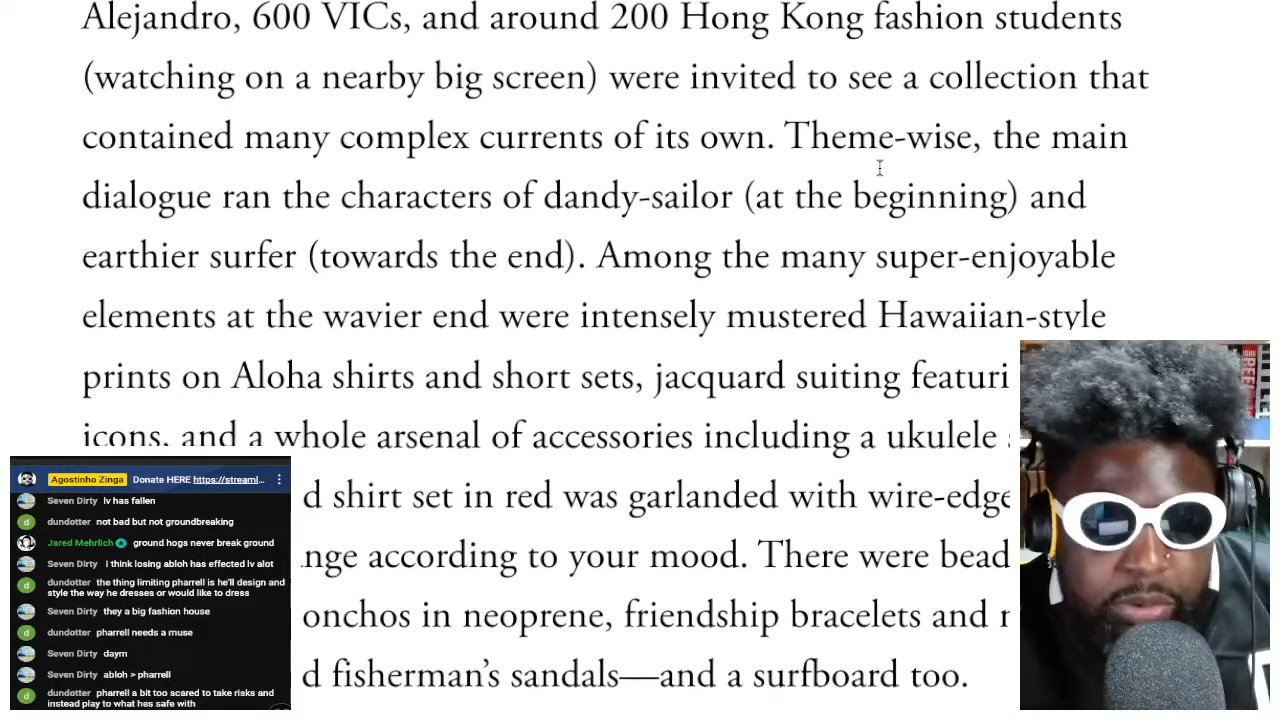 Alejandro, 600 VICs, and around 200 Hong Kong fashion students
(watching on a nearby big screen) were invited to see a collection that
contained many complex currents of its own. Theme-wise, the main
dialogue ran the characters of dandy-sailor (at the beginning) and
earthier surfer (towards the end). Among the many super-enjoyable
elements at the wavier end were intensely mustered Hawaiian-style
prints on Aloha shirts and short sets, jacquard suiting featuri
icons, and a whole arsenal of accessories including a ukulele
d shirt set in red was garlanded with wire-edge
nge according to your mood. There were bead
onchos in neoprene, friendship bracelets and
d fisherman's sandals—and a surfboard too.
Agostinho Zinga Donate HERE https://streaml...
Seven Dirty lv has fallen
dundotter not bad but not groundbreaking
Jared Mehrlich ground hogs never break ground
Seven Dirty I think losing abloh has effected lv alot
dundotter the thing limiting pharrell is he'll design and
style the way he dresses or would like to dress
Seven Dirty they a big fashion house
dundotter pharrell needs a muse
Seven Dirty daym
Seven Dirty abloh > pharrell
dundotter pharrell a bit too scared to take risks and
instead play to what hes safe with